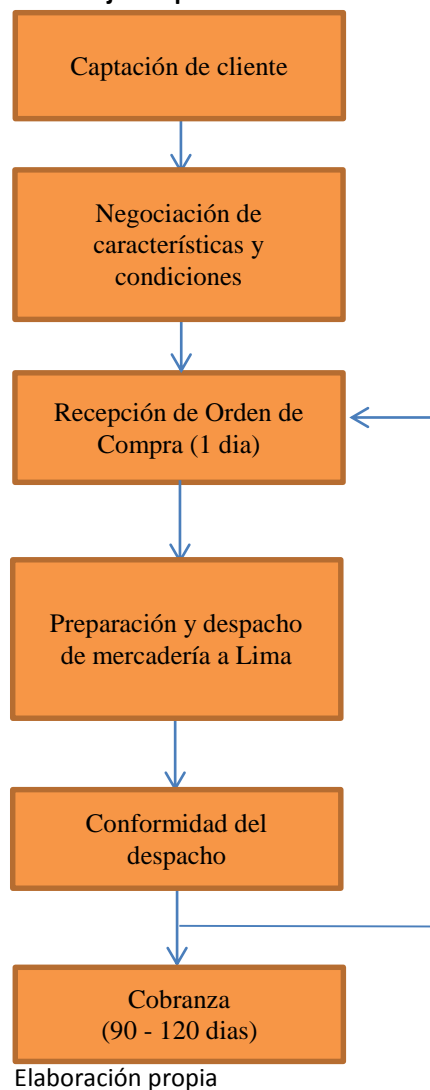 Captación de cliente
Negociación de
características y
condiciones
Recepción de Orden de
Compra (1 dia)
Preparación y despacho
de mercadería a Lima
Conformidad del
despacho
Cobranza
(90 - 120 dias)
Elaboración propia